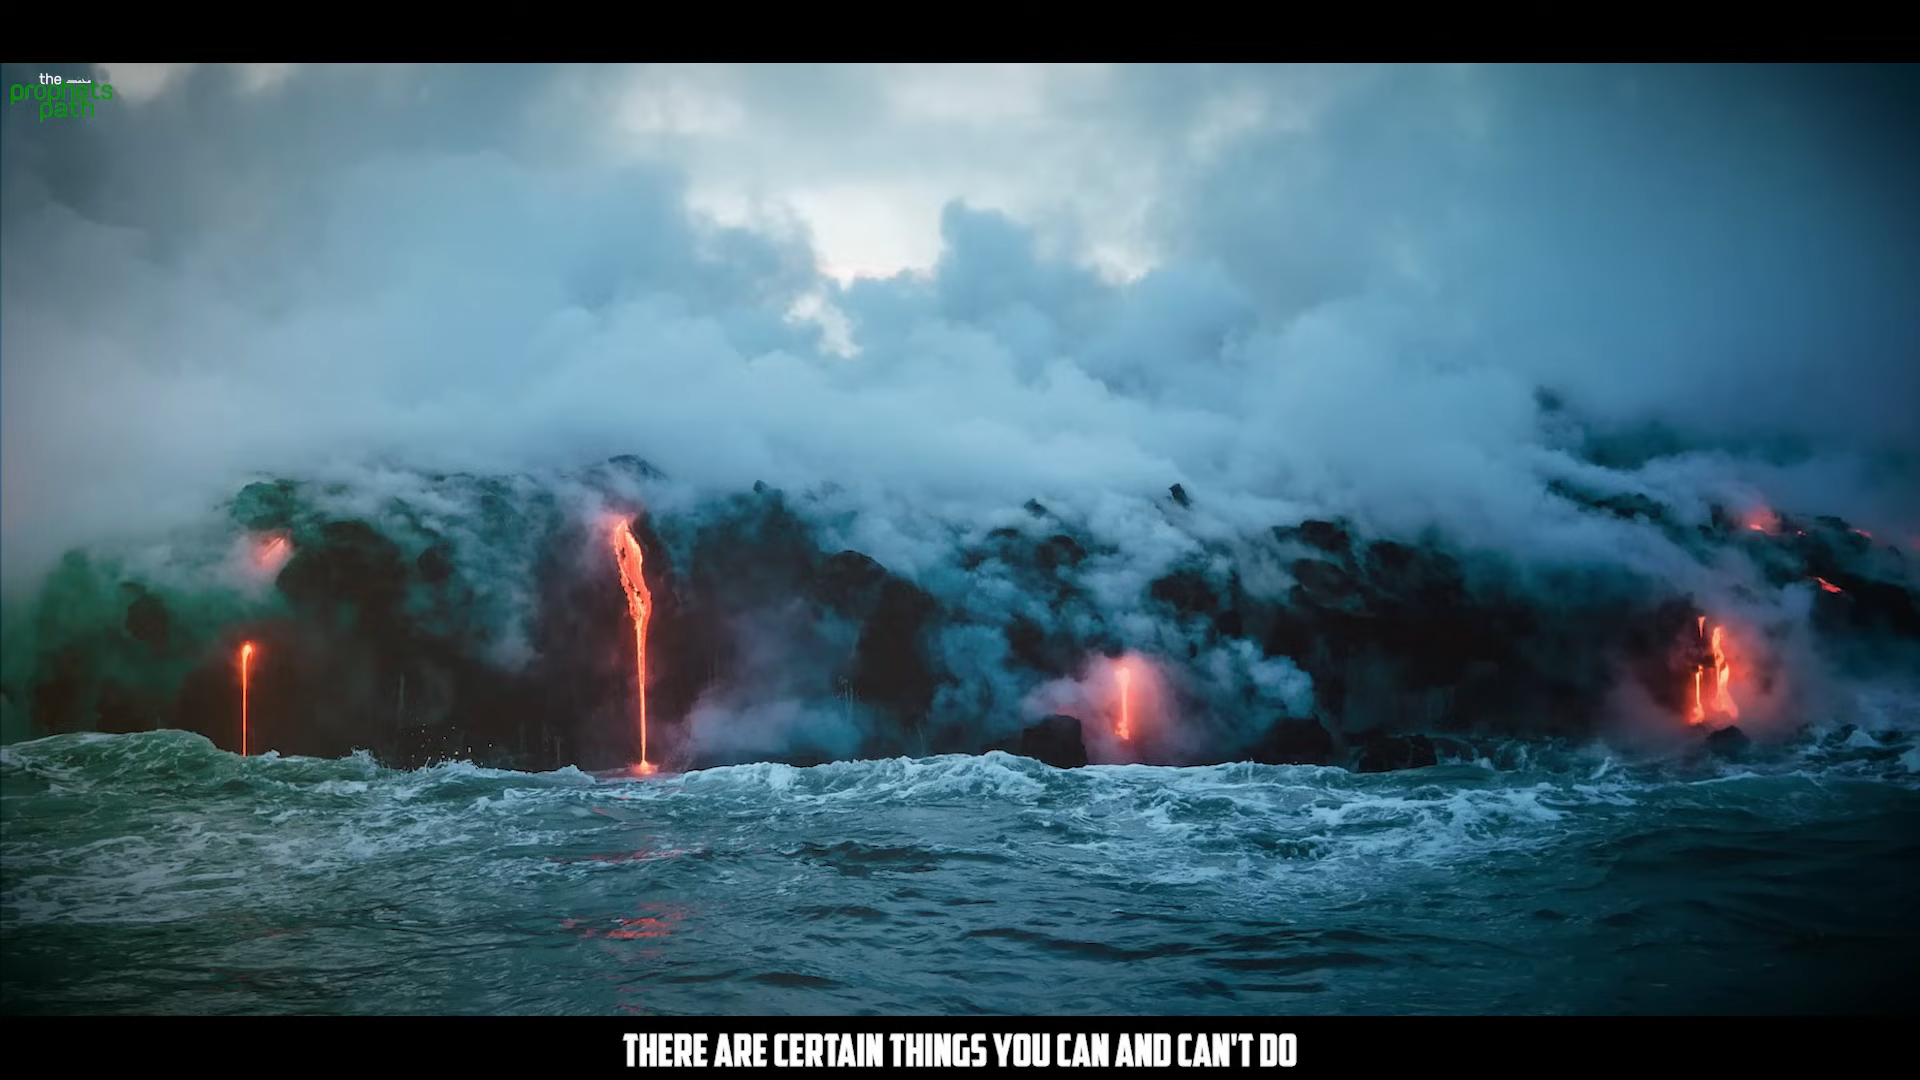 the
prophets
path
THERE ARE CERTAIN THINGS YOU CAN AND CAN'T DO